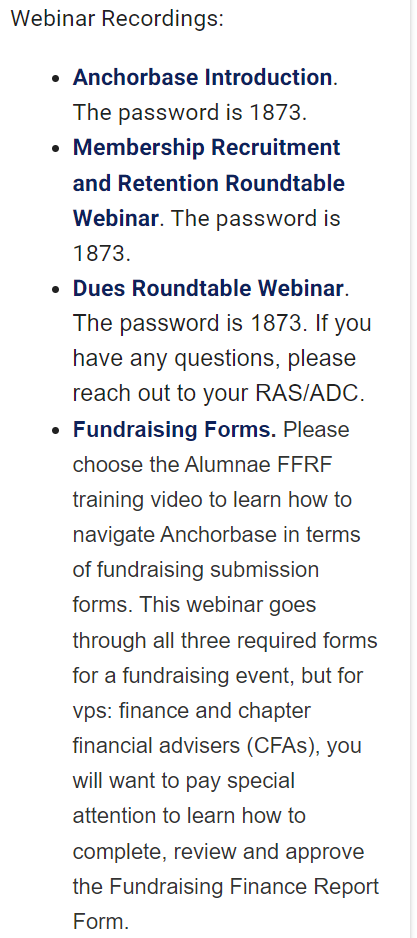 Webinar Recordings:
• Anchorbase Introduction.
The password is 1873.
• Membership Recruitment
and Retention Roundtable
Webinar. The password is
1873.
• Dues Roundtable Webinar.
The password is 1873. If you
have any questions, please
reach out to your RAS/ADC.
• Fundraising Forms. Please
choose the Alumnae FFRF
training video to learn how to
navigate Anchorbase in terms
of fundraising submission
forms. This webinar goes
through all three required forms
for a fundraising event, but for
vps: finance and chapter
financial advisers (CFAs), you
will want to pay special
attention to learn how to
complete, review and approve
the Fundraising Finance Report
Form.